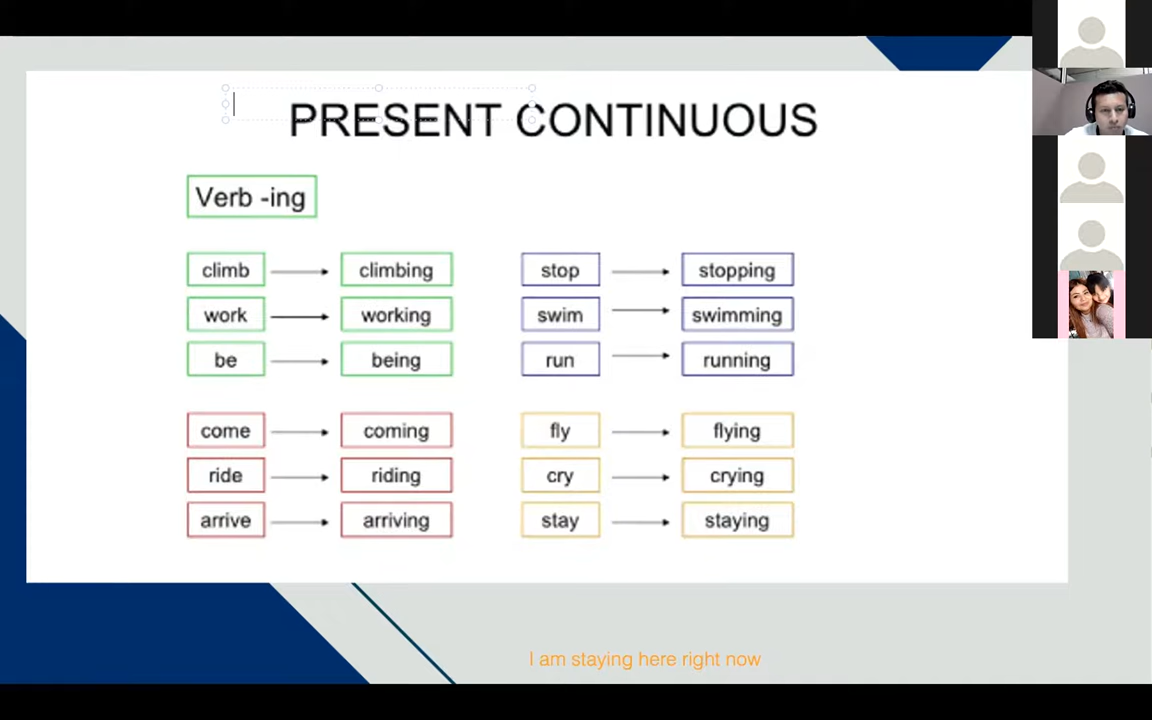 PRESENT CONTINUOUS
Verb -ing
climb climbing
work working
be being
stop stopping
swim swimming
run running
come coming
ride riding
arrive arriving
fly flying
cry crying
stay staying
I am staying here right now